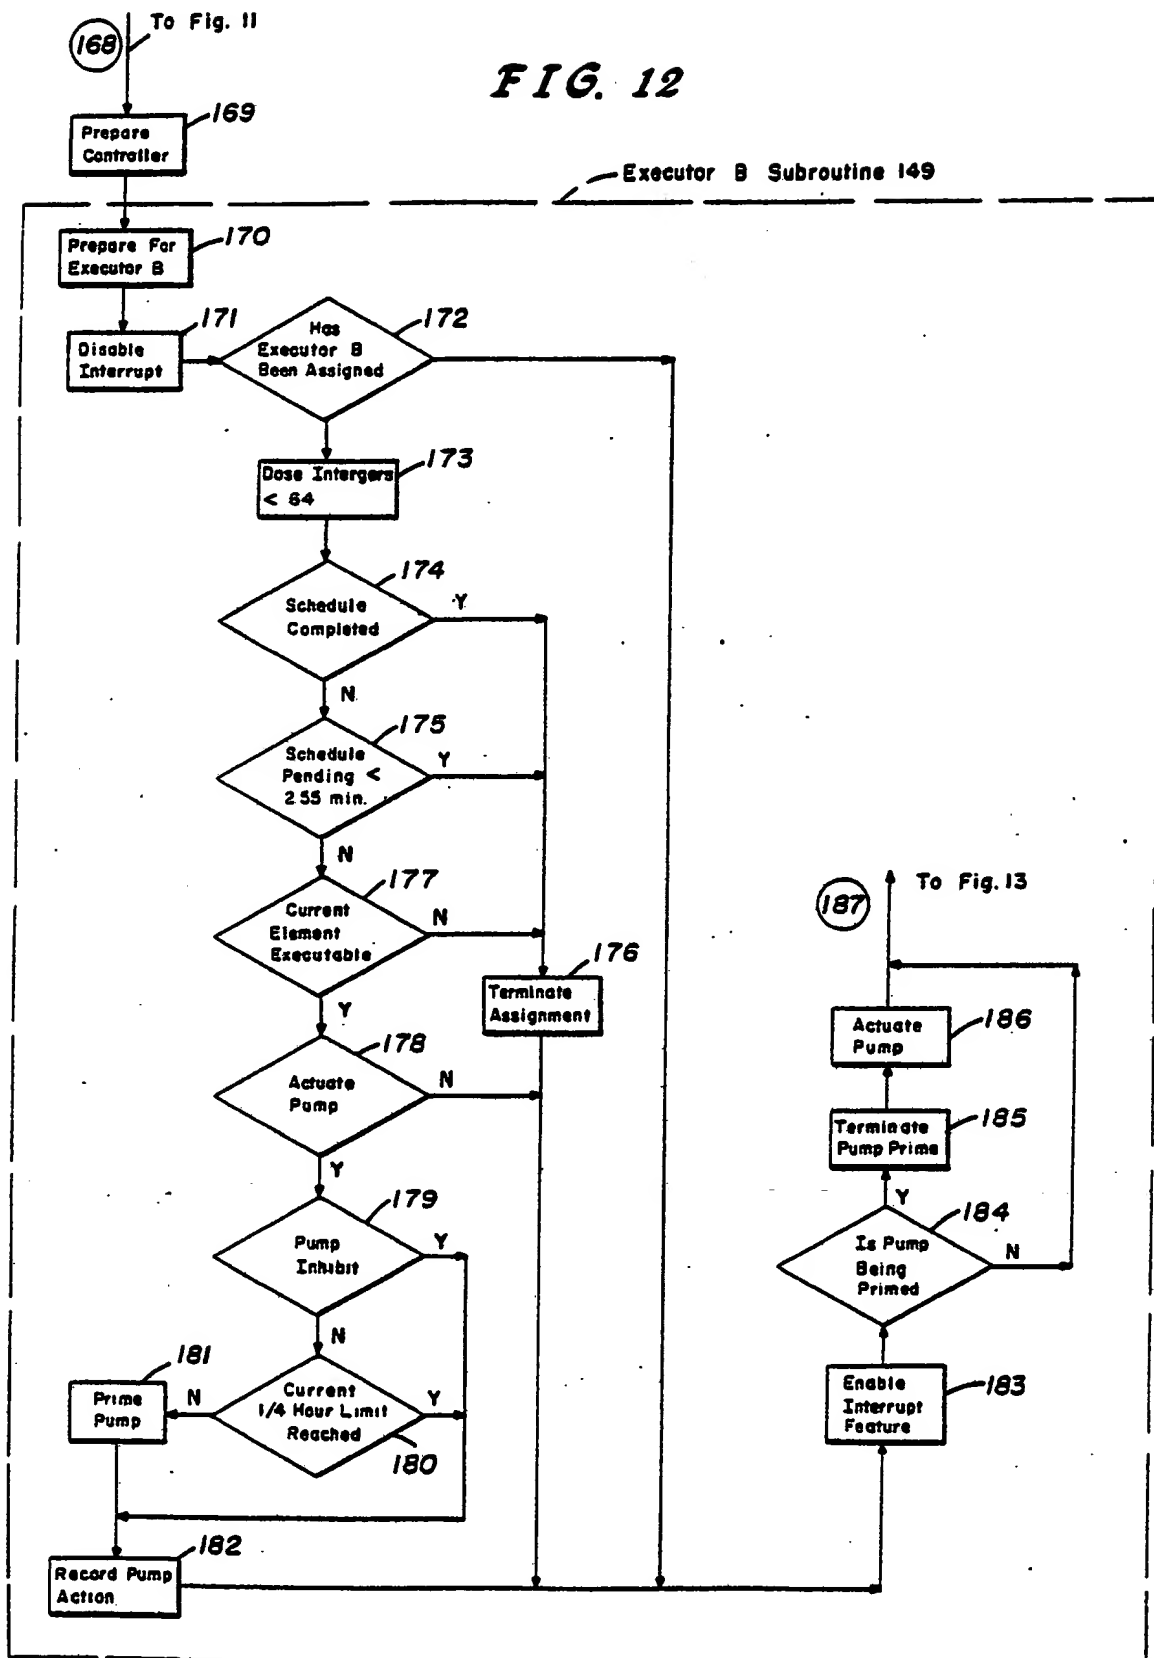 To Fig. 11
168
FIG. 12
169
Prepare
Controller
Executor B Subroutine 149
Prepare For
Executor B
170
171
Disable
Interrupt
172
Has
Executor B
Been Assigned
173
Dose Intergers
< 64
174
Schedule
Completed
Y
N
175
Schedule
Pending <
255 min.
Y
N
177
Current
Element
Executable
N
Y
176
Terminate
Assignment
178
Actuate
Pump
N
Y
179
Pump
Inhibit
Y
N
181
Prime
Pump
N
Current
1/4 Hour Limit
Reached
Y
180
182
Record Pump
Action
To Fig. 13
187
Actuate
Pump
186
Terminate
Pump Prime
185
Y
184
Is Pump
Being
Primed
N
Enable
Interrupt
Feature
183